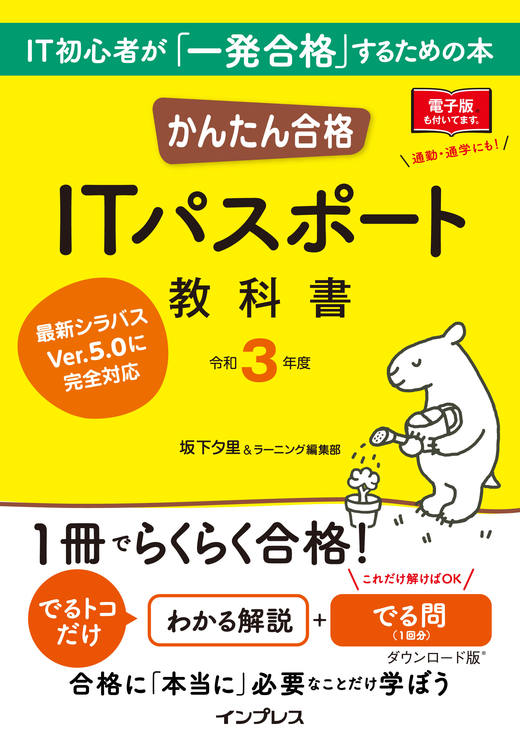 IT初心者が「一発合格」するための本
電子版
も付いてます。
通勤・通学にも!
かんたん合格
ITパスポート
教科書
最新シラバス
Ver.5.0に
完全対応
令和3年度
坂下夕里&ラーニング編集部
1冊でらくらく合格!
これだけ解けばOK
でるトコ
だけ
わかる解説
+
でる問
(1回分)
ダウンロード版※
合格に「本当に」必要なことだけ学ぼう
インプレス